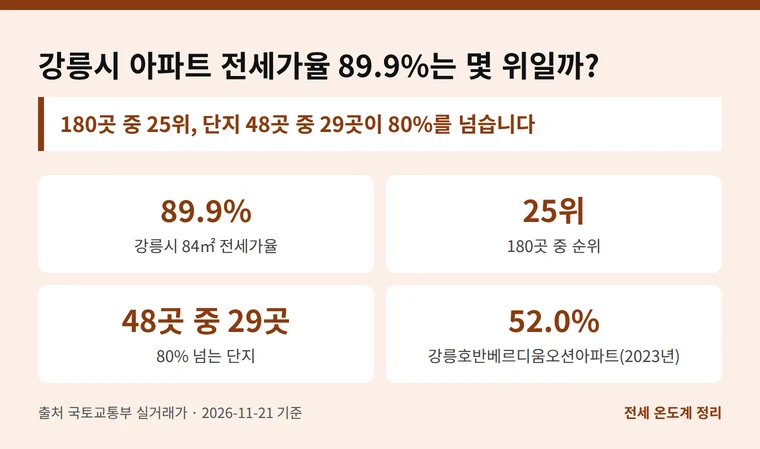 강릉시 아파트 전세가율 89.9%는 몇 위일까?
180곳 중 25위, 단지 48곳 중 29곳이 80%를 넘습니다
89.9%
강릉시 84㎡ 전세가율
25위
180곳 중 순위
48곳 중 29곳
80% 넘는 단지
52.0%
강릉호반베르디움오션아파트(2023년)
출처 국토교통부 실거래가 · 2026-11-21 기준
전세 온도계 정리